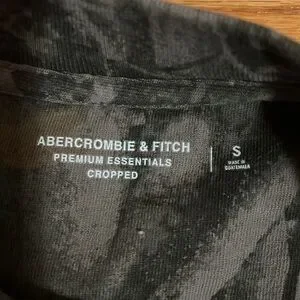 ABERCROMBIE & FITCH
PREMIUM ESSENTIALS
CROPPED
S
MADE IN
GUATEMALA